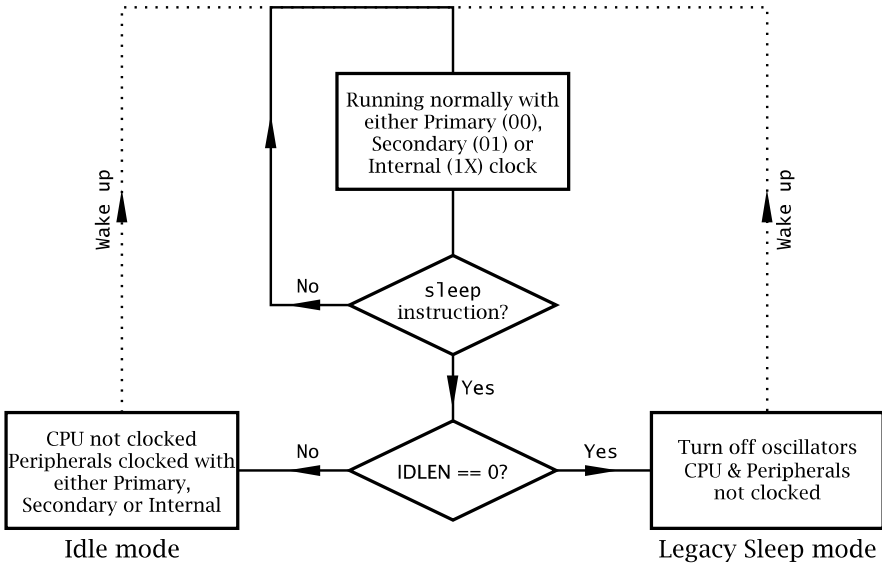 Running normally with
either Primary (00),
Secondary (01) or
Internal (1X) clock
Wake up
Wake up
No
sleep
instruction?
Yes
CPU not clocked
Peripherals clocked with
either Primary,
Secondary or Internal
No
IDLEN == 0?
Yes
Turn off oscillators
CPU & Peripherals
not clocked
Idle mode
Legacy Sleep mode